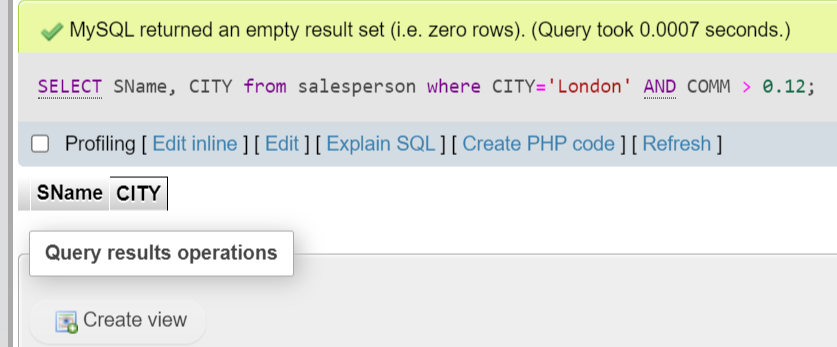 MySQL returned an empty result set (i.e. zero rows). (Query took 0.0007 seconds.)
SELECT SName, CITY from salesperson where CITY='London' AND COMM > 0.12;
Profiling [ Edit inline ] [ Edit ] [ Explain SQL ] [ Create PHP code ] [ Refresh ]
SName CITY
Query results operations
Create view